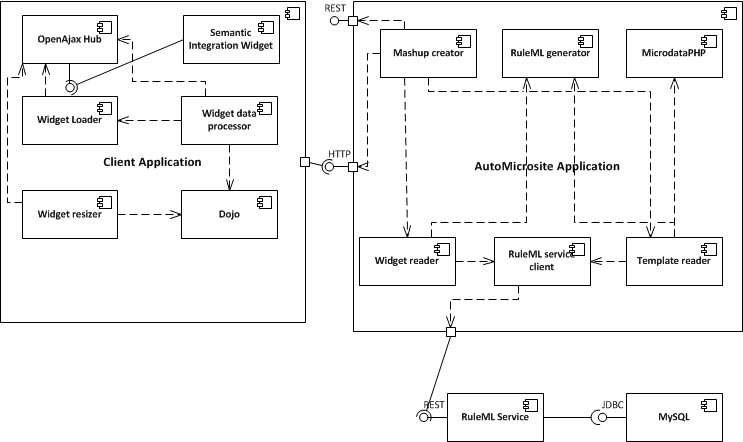 REST
OpenAjax Hub
Semantic
Integration Widget
Mashup creator
RuleML generator
MicrodataPHP
Widget Loader
Widget data
processor
HTTP
Client Application
AutoMicrosite Application
Widget resizer
Dojo
Widget reader
RuleML service
client
Template reader
REST
RuleML Service
JDBC
MySQL